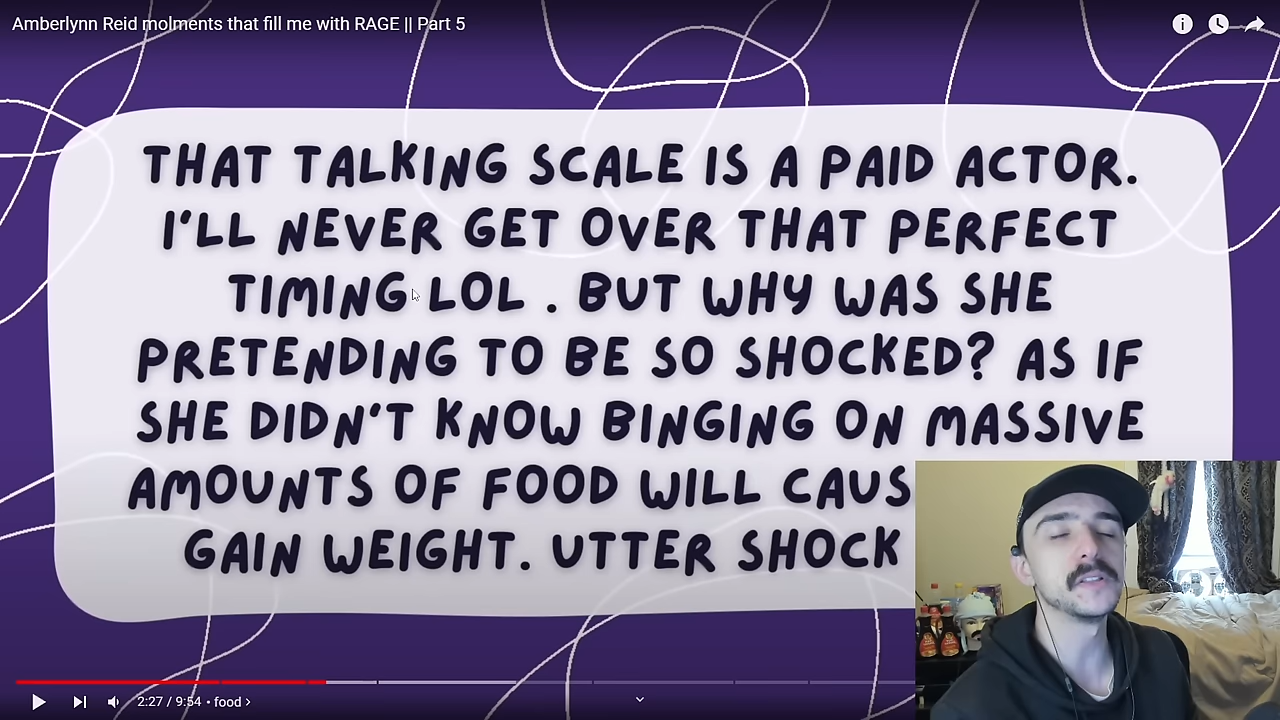 Amberlynn Reid molments that fill me with RAGE || Part 5
THAT TALKING SCALE IS A PAID ACTOR.
I'LL NEVER GET OVER THAT PERFECT
TIMING LOL . BUT WHY WAS SHE
PRETENDING TO BE SO SHOCKED? AS IF
SHE DIDN'T KNOW BINGING ON MASSIVE
AMOUNTS OF FOOD WILL CAUS
GAIN WEIGHT. UTTER SHOCK
2:27 / 9:54 • food ›